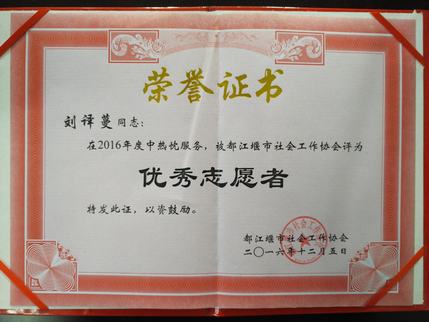 荣誉证书
刘译蔓同志:
在2016年度中热忱服务,被都江堰市社会工作协会评为
优秀志愿者
特发此证,以资鼓励。
都江堰市社会工作协会
二〇一六年十二月五日